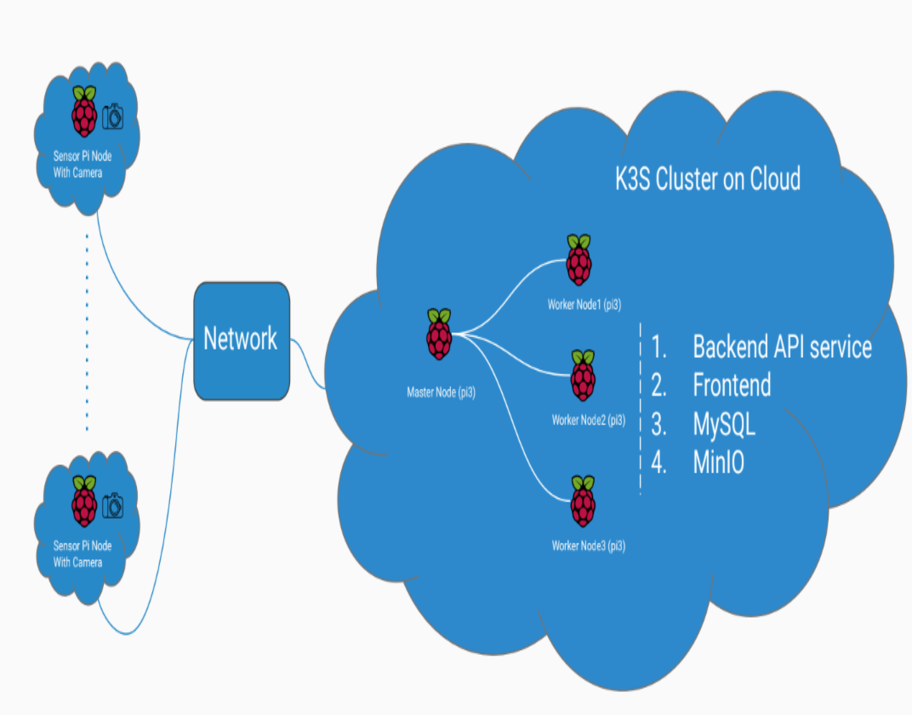 Sensor Pi Node
With Camera
Network
Sensor Pi Node
With Camera
K3S Cluster on Cloud
Master Node (pi3)
Worker Node1 (pi3)
Worker Node2 (pi3)
Worker Node3 (pi3)
1. Backend API service
2. Frontend
3. MySQL
4. MinIO